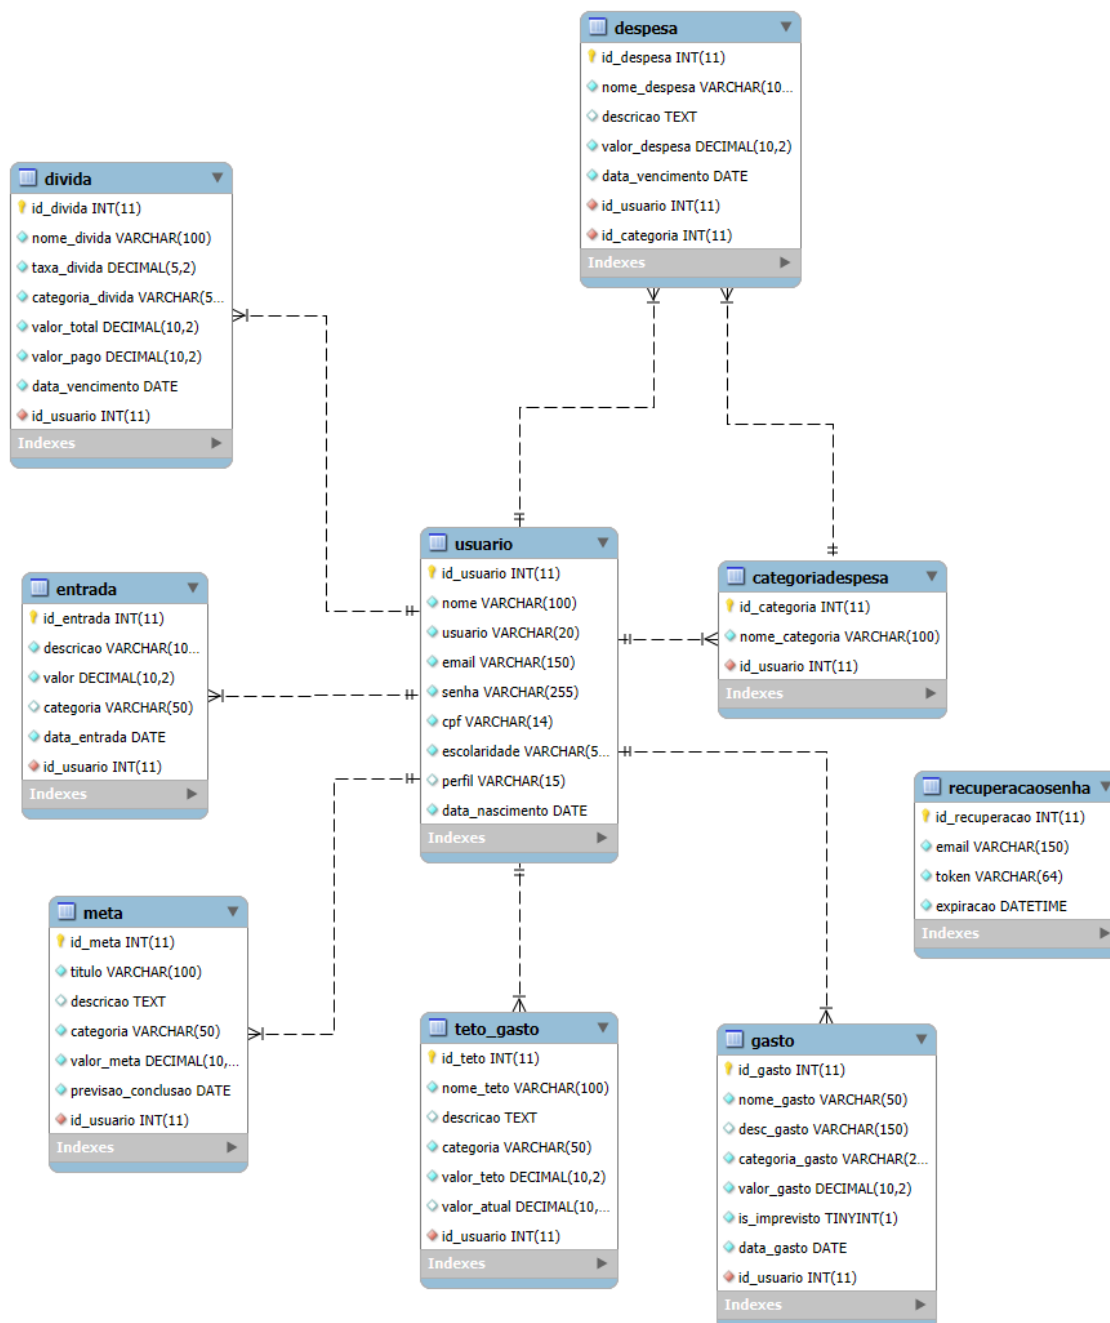 despesa
id_despesa INT(11)
nome_despesa VARCHAR(10...
descricao TEXT
valor_despesa DECIMAL(10,2)
data_vencimento DATE
id_usuario INT(11)
id_categoria INT(11)
Indexes
divida
id_divida INT(11)
nome_divida VARCHAR(100)
taxa_divida DECIMAL(5,2)
categoria_divida VARCHAR(5...
valor_total DECIMAL(10,2)
valor_pago DECIMAL(10,2)
data_vencimento DATE
id_usuario INT(11)
Indexes
usuario
id_usuario INT(11)
nome VARCHAR(100)
usuario VARCHAR(20)
email VARCHAR(150)
senha VARCHAR(255)
cpf VARCHAR(14)
escolaridade VARCHAR(5...
perfil VARCHAR(15)
data_nascimento DATE
Indexes
categoriadespesa
id_categoria INT(11)
nome_categoria VARCHAR(100)
id_usuario INT(11)
Indexes
entrada
id_entrada INT(11)
descricao VARCHAR(10...
valor DECIMAL(10,2)
categoria VARCHAR(50)
data_entrada DATE
id_usuario INT(11)
Indexes
recuperacaosenha
id_recuperacao INT(11)
email VARCHAR(150)
token VARCHAR(64)
expiracao DATETIME
Indexes
meta
id_meta INT(11)
titulo VARCHAR(100)
descricao TEXT
categoria VARCHAR(50)
valor_meta DECIMAL(10,...
previsao_conclusao DATE
id_usuario INT(11)
Indexes
teto_gasto
id_teto INT(11)
nome_teto VARCHAR(100)
descricao TEXT
categoria VARCHAR(50)
valor_teto DECIMAL(10,2)
valor_atual DECIMAL(10,...
id_usuario INT(11)
Indexes
gasto
id_gasto INT(11)
nome_gasto VARCHAR(50)
desc_gasto VARCHAR(150)
categoria_gasto VARCHAR(2...
valor_gasto DECIMAL(10,2)
is_imprevisto TINYINT(1)
data_gasto DATE
id_usuario INT(11)
Indexes